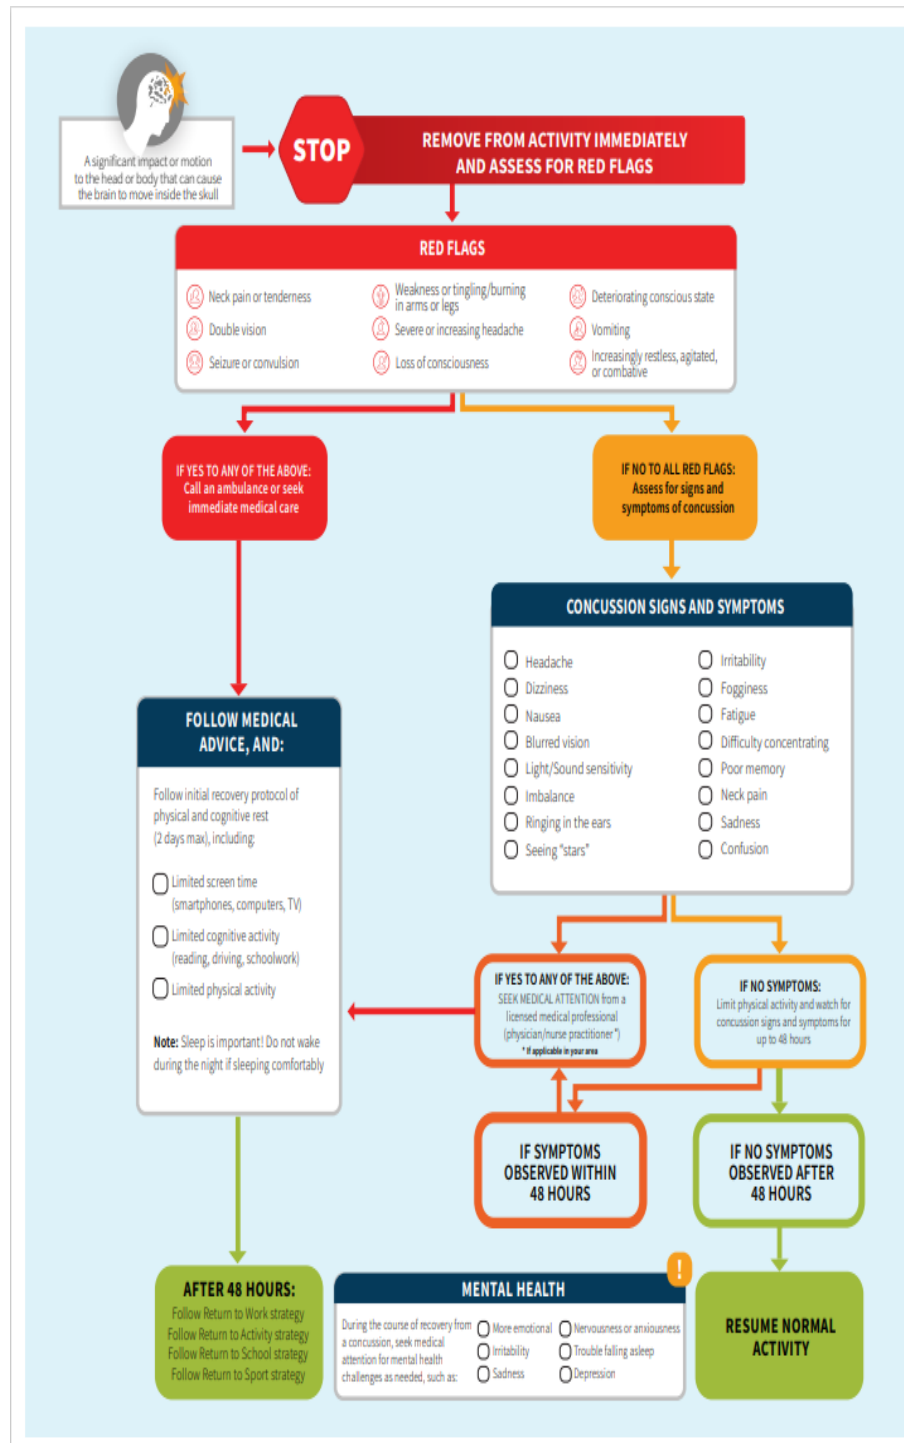 A significant impact or motion
to the head or body that can cause
the brain to move inside the skull
STOP
REMOVE FROM ACTIVITY IMMEDIATELY
AND ASSESS FOR RED FLAGS
RED FLAGS
Neck pain or tenderness
Double vision
Seizure or convulsion
Weakness or tingling/burning
in arms or legs
Severe or increasing headache
Loss of consciousness
Deteriorating conscious state
Vomiting
Increasingly restless, agitated,
or combative
IF YES TO ANY OF THE ABOVE:
Call an ambulance or seek
immediate medical care
IF NO TO ALL RED FLAGS:
Assess for signs and
symptoms of concussion
CONCUSSION SIGNS AND SYMPTOMS
Headache
Dizziness
Nausea
Blurred vision
Light/Sound sensitivity
Imbalance
Ringing in the ears
Seeing "stars"
Irritability
Fogginess
Fatigue
Difficulty concentrating
Poor memory
Neck pain
Sadness
Confusion
FOLLOW MEDICAL
ADVICE, AND:
Follow initial recovery protocol of
physical and cognitive rest
(2 days max), including:
Limited screen time
(smartphones, computers, TV)
Limited cognitive activity
(reading, driving, schoolwork)
Limited physical activity
Note: Sleep is important! Do not wake
during the night if sleeping comfortably
IF YES TO ANY OF THE ABOVE:
SEEK MEDICAL ATTENTION from a
licensed medical professional
(physician/nurse practitioner*)
* If applicable in your area
IF NO SYMPTOMS:
Limit physical activity and watch for
concussion signs and symptoms for
up to 48 hours
IF SYMPTOMS
OBSERVED WITHIN
48 HOURS
IF NO SYMPTOMS
OBSERVED AFTER
48 HOURS
AFTER 48 HOURS:
Follow Return to Work strategy
Follow Return to Activity strategy
Follow Return to School strategy
Follow Return to Sport strategy
!
MENTAL HEALTH
During the course of recovery from
a concussion, seek medical
attention for mental health
challenges as needed, such as:
More emotional
Irritability
Sadness
Nervousness or anxiousness
Trouble falling asleep
Depression
RESUME NORMAL
ACTIVITY